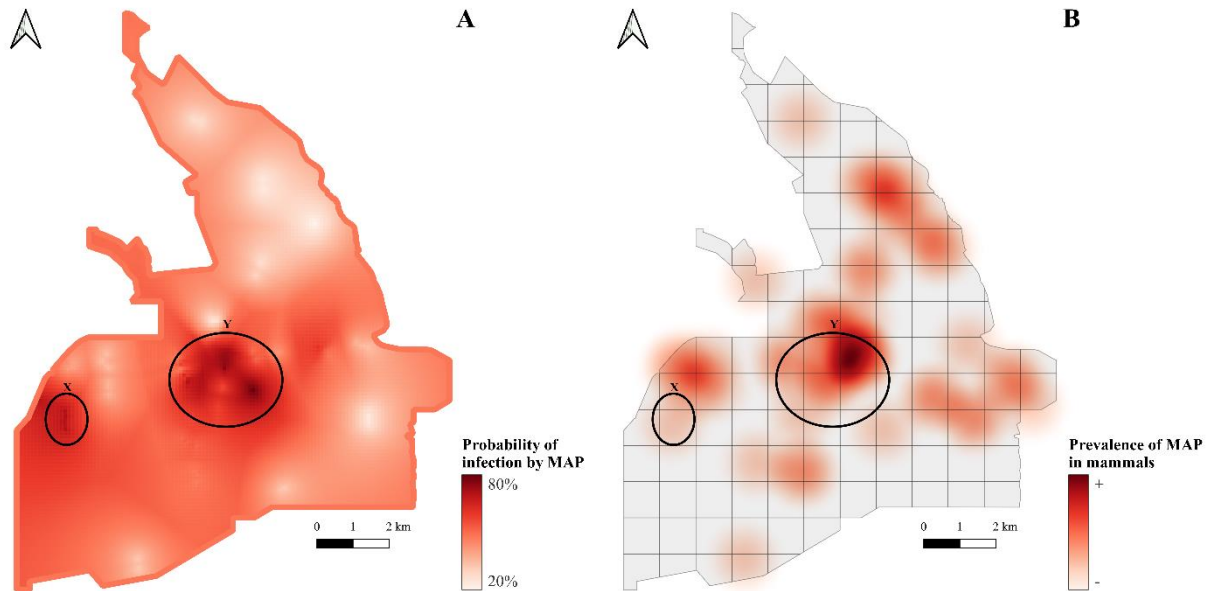 A
Y
X
Probability of
infection by MAP
80%
20%
0 1 2 km
B
Y
X
Prevalence of MAP
in mammals
+
-
0 1 2 km